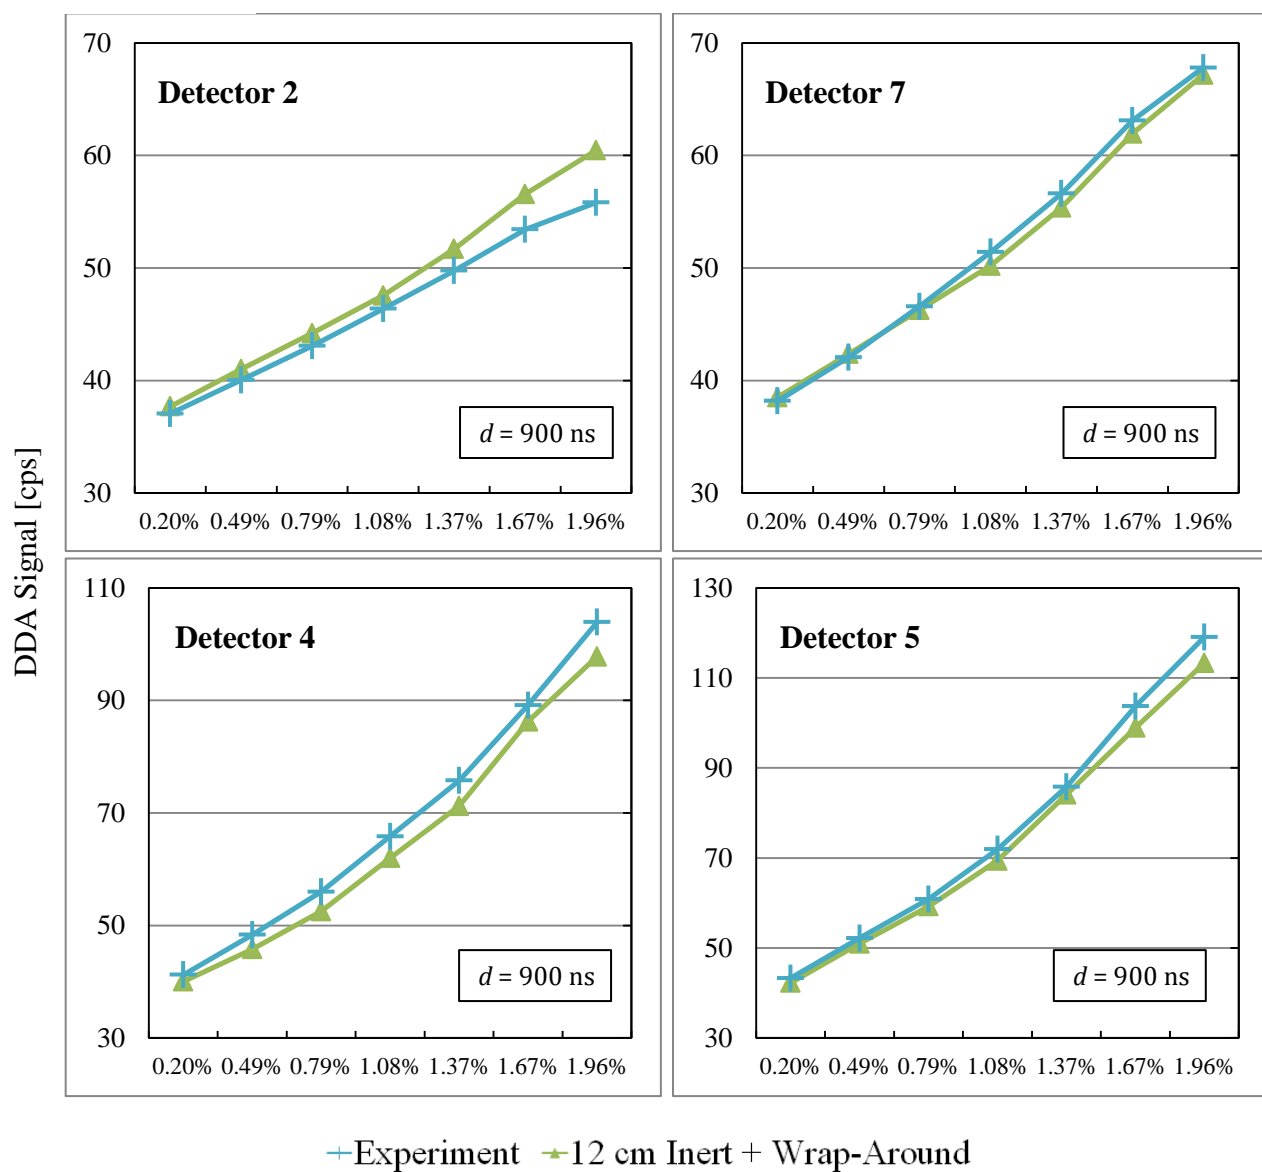 DDA Signal [cps]
70
60
50
40
30
Detector 2
d = 900 ns
0.20% 0.49% 0.79% 1.08% 1.37% 1.67% 1.96%
70
60
50
40
30
Detector 7
d = 900 ns
0.20% 0.49% 0.79% 1.08% 1.37% 1.67% 1.96%
110
90
70
50
30
Detector 4
d = 900 ns
0.20% 0.49% 0.79% 1.08% 1.37% 1.67% 1.96%
130
110
90
70
50
30
Detector 5
d = 900 ns
0.20% 0.49% 0.79% 1.08% 1.37% 1.67% 1.96%
Experiment 12 cm Inert + Wrap-Around